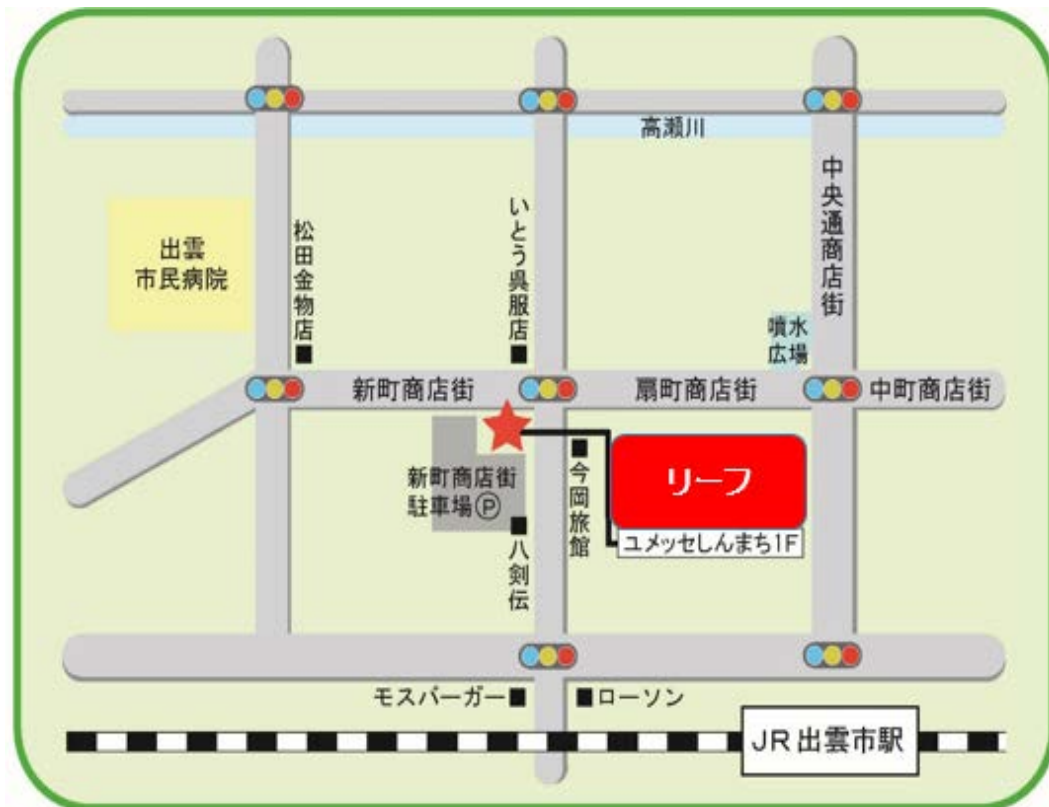 高瀬川
中央通商店街
出雲
市民病院
松田金物店
いとう呉服店
噴水
広場
新町商店街
扇町商店街
中町商店街
新町商店街
駐車場Ⓟ
今岡旅館
リーフ
ユメッセしんまち1F
八剣伝
モスバーガー
ローソン
JR出雲市駅